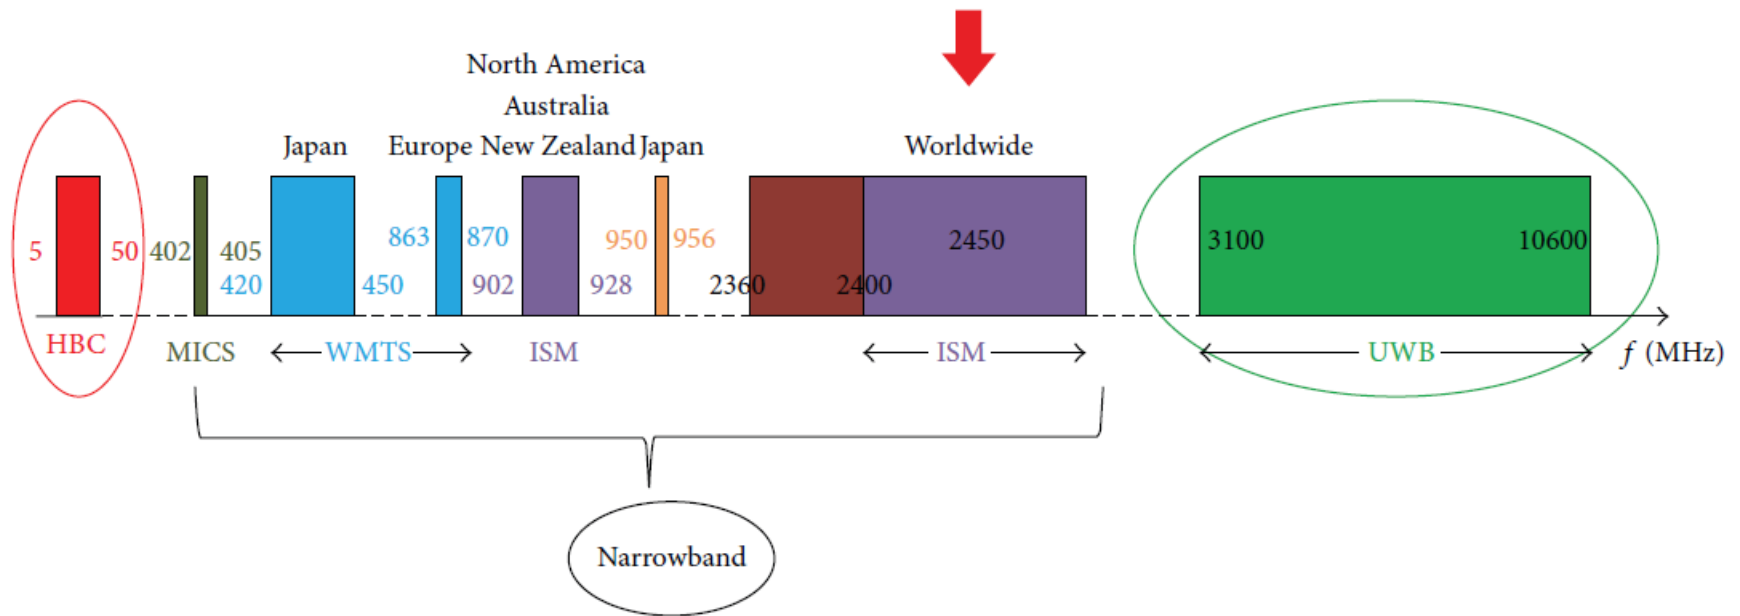 North America
Australia
Japan Europe New Zealand Japan Worldwide
863 870 950 956 2450 3100 10600
5 50 402 405
420 450 902 928 2360 2400
HBC MICS WMTS ISM ISM UWB f (MHz)
Narrowband